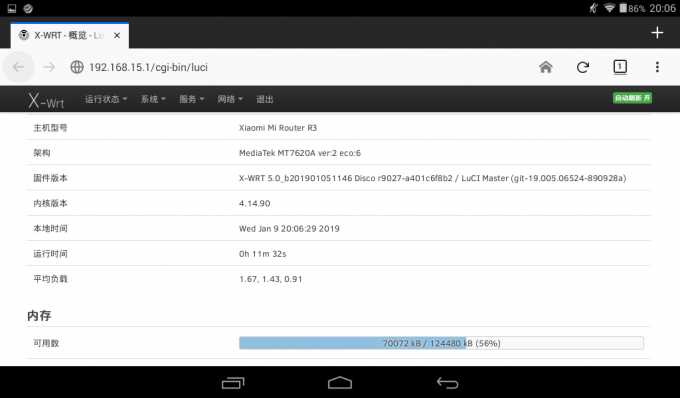 86% 20:06
X-WRT - 概览 - Lu
192.168.15.1/cgi-bin/luci
1
X-Wrt 运行状态 系统 服务 网络 退出 自动刷新 开
主机型号 Xiaomi Mi Router R3
架构 MediaTek MT7620A ver:2 eco:6
固件版本 X-WRT 5.0_b201901051146 Disco r9027-a401c6f8b2 / LuCI Master (git-19.005.06524-890928a)
内核版本 4.14.90
本地时间 Wed Jan 9 20:06:29 2019
运行时间 0h 11m 32s
平均负载 1.67, 1.43, 0.91
内存
可用数 70072 kB / 124480 kB (56%)